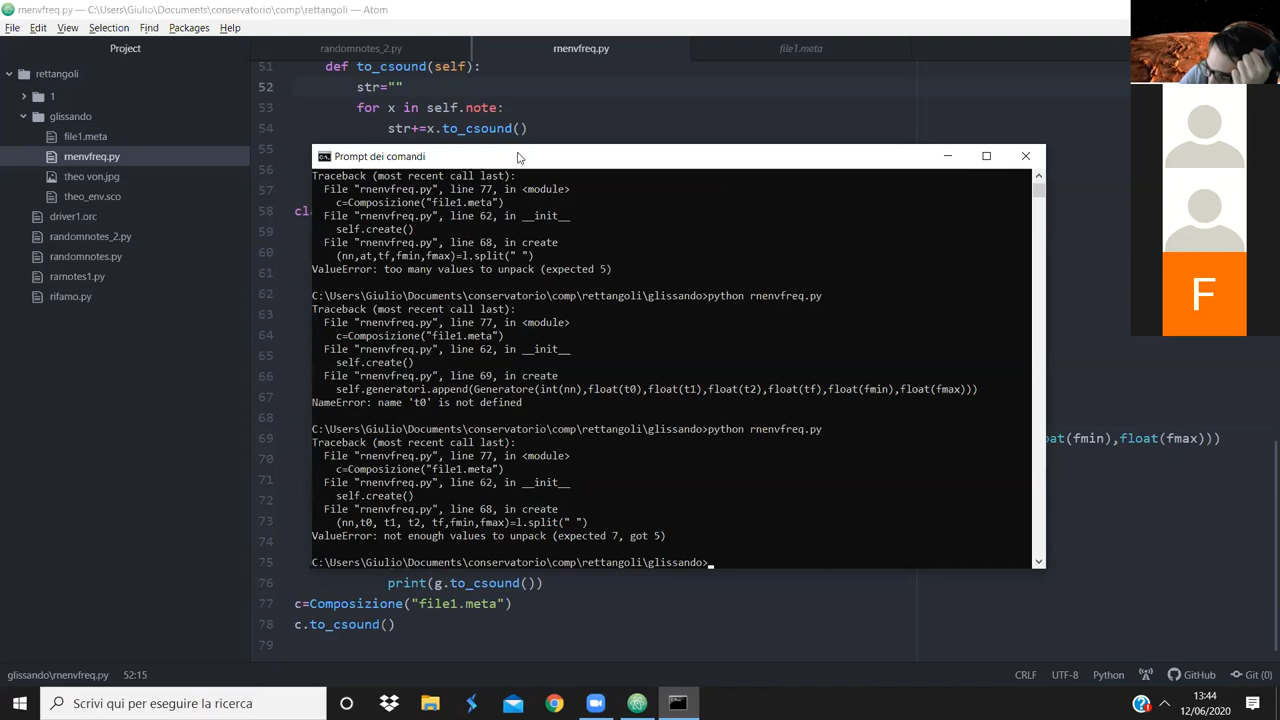 rnenvfreq.py — C:\Users\Giulio\Documents\conservatorio\comp\rettangoli — Atom
File Edit View Selection Find Packages Help
Project
randomnotes_2.py
rnenvfreq.py
file1.meta
rettangoli
1
glissando
file1.meta
rnenvfreq.py
theo von.jpg
theo_env.sco
driver1.orc
randomnotes_2.py
randomnotes.py
rarnotes1.py
rifamo.py
51 def to_csound(self):
52 str=""
53 for x in self.note:
54 str+=x.to_csound()
55
56
57
58 cl
59
60
61
62
63
64
65
66
67
68
69 oat(fmin),float(fmax)))
70
71
72
73
74
75
76 print(g.to_csound())
77 c=Composizione("file1.meta")
78 c.to_csound()
79
Prompt dei comandi
Traceback (most recent call last):
File "rnenvfreq.py", line 77, in <module>
c=Composizione("file1.meta")
File "rnenvfreq.py", line 62, in __init__
self.create()
File "rnenvfreq.py", line 68, in create
(nn,at,tf,fmin,fmax)=l.split(" ")
ValueError: too many values to unpack (expected 5)
C:\Users\Giulio\Documents\conservatorio\comp\rettangoli\glissando>python rnenvfreq.py
Traceback (most recent call last):
File "rnenvfreq.py", line 77, in <module>
c=Composizione("file1.meta")
File "rnenvfreq.py", line 62, in __init__
self.create()
File "rnenvfreq.py", line 69, in create
self.generatori.append(Generatore(int(nn),float(t0),float(t1),float(t2),float(tf),float(fmin),float(fmax)))
NameError: name 't0' is not defined
C:\Users\Giulio\Documents\conservatorio\comp\rettangoli\glissando>python rnenvfreq.py
Traceback (most recent call last):
File "rnenvfreq.py", line 77, in <module>
c=Composizione("file1.meta")
File "rnenvfreq.py", line 62, in __init__
self.create()
File "rnenvfreq.py", line 68, in create
(nn,t0, t1, t2, tf,fmin,fmax)=l.split(" ")
ValueError: not enough values to unpack (expected 7, got 5)
C:\Users\Giulio\Documents\conservatorio\comp\rettangoli\glissando>
F
glissando\rnenvfreq.py 52:15
CRLF UTF-8 Python GitHub Git (0)
Scrivi qui per eseguire la ricerca
13:44
12/06/2020